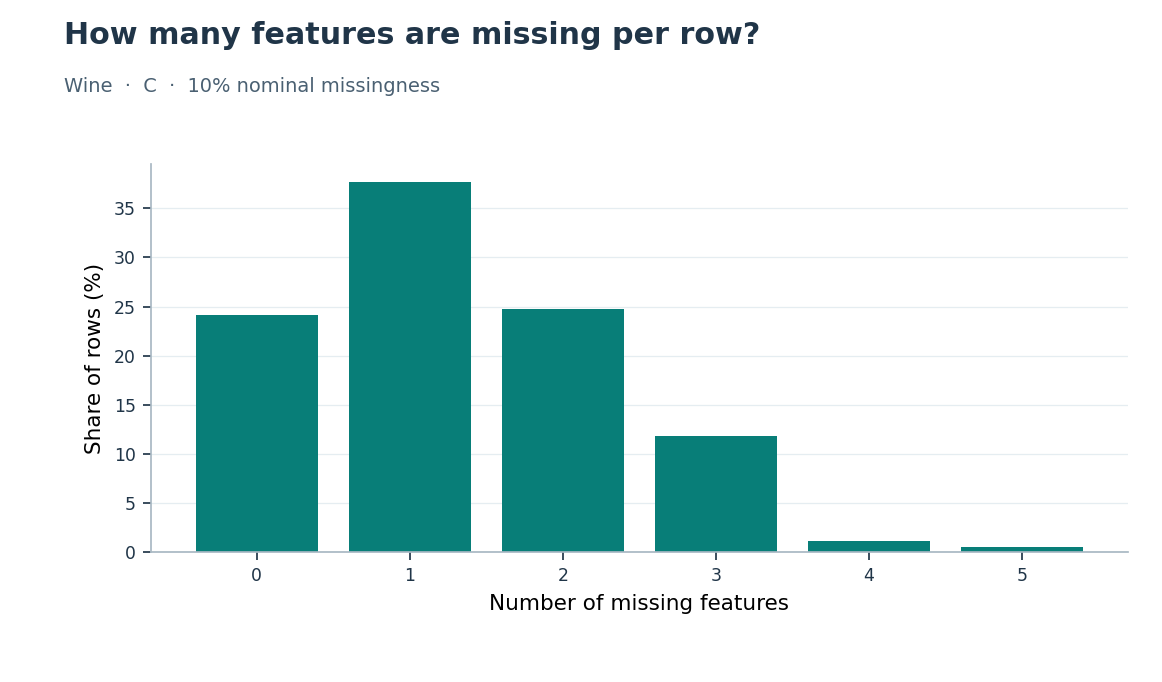 How many features are missing per row?
Wine · C · 10% nominal missingness
Share of rows (%)
35
30
25
20
15
10
5
0
0 1 2 3 4 5
Number of missing features